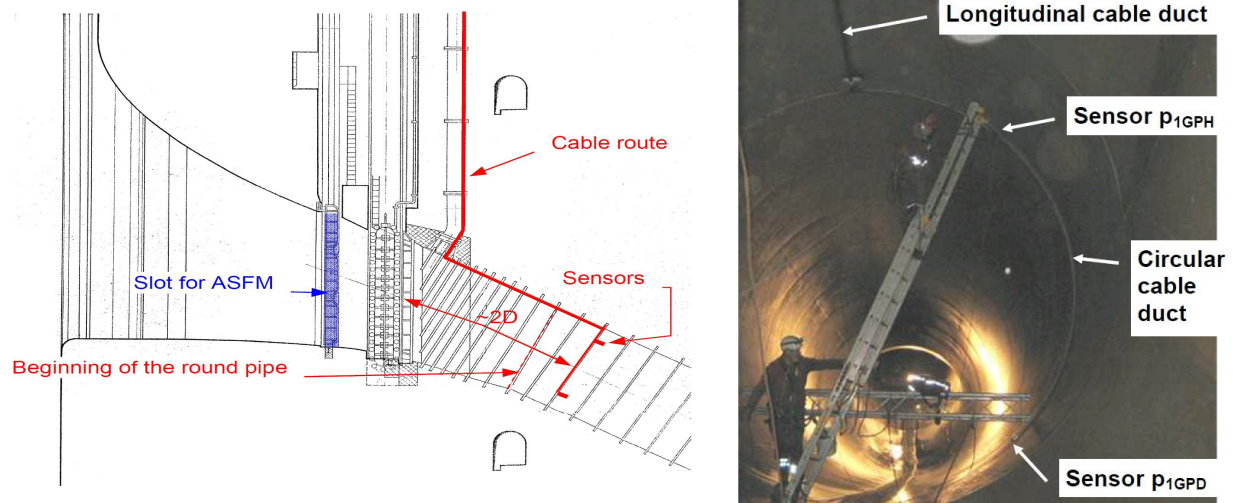 Cable route
Slot for ASFM
Sensors
~2D
Beginning of the round pipe
Longitudinal cable duct
Sensor p1GPH
Circular
cable
duct
Sensor p1GPD